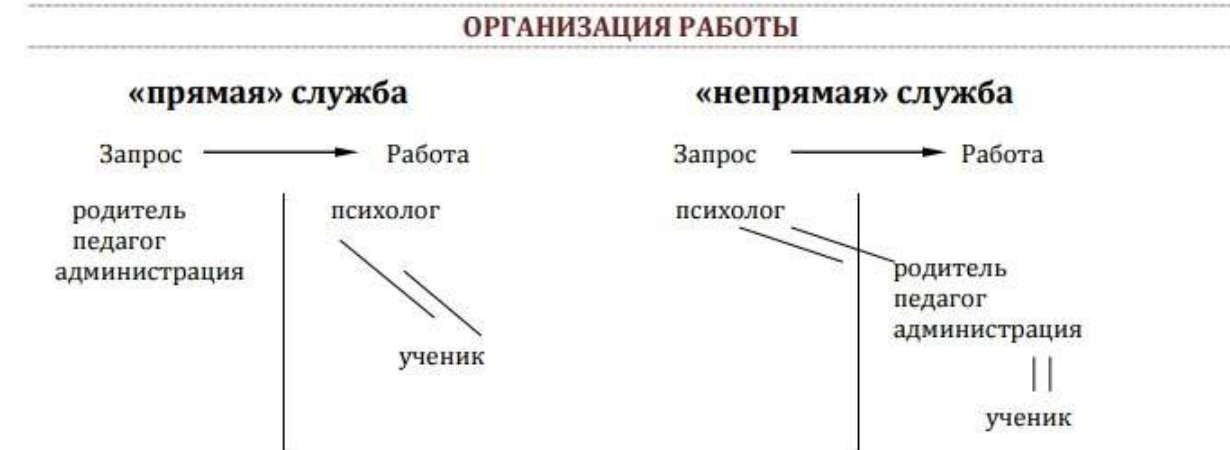 ОРГАНИЗАЦИЯ РАБОТЫ
«прямая» служба
Запрос Работа
родитель
педагог
администрация
психолог
ученик
«непрямая» служба
Запрос Работа
психолог
родитель
педагог
администрация
ученик